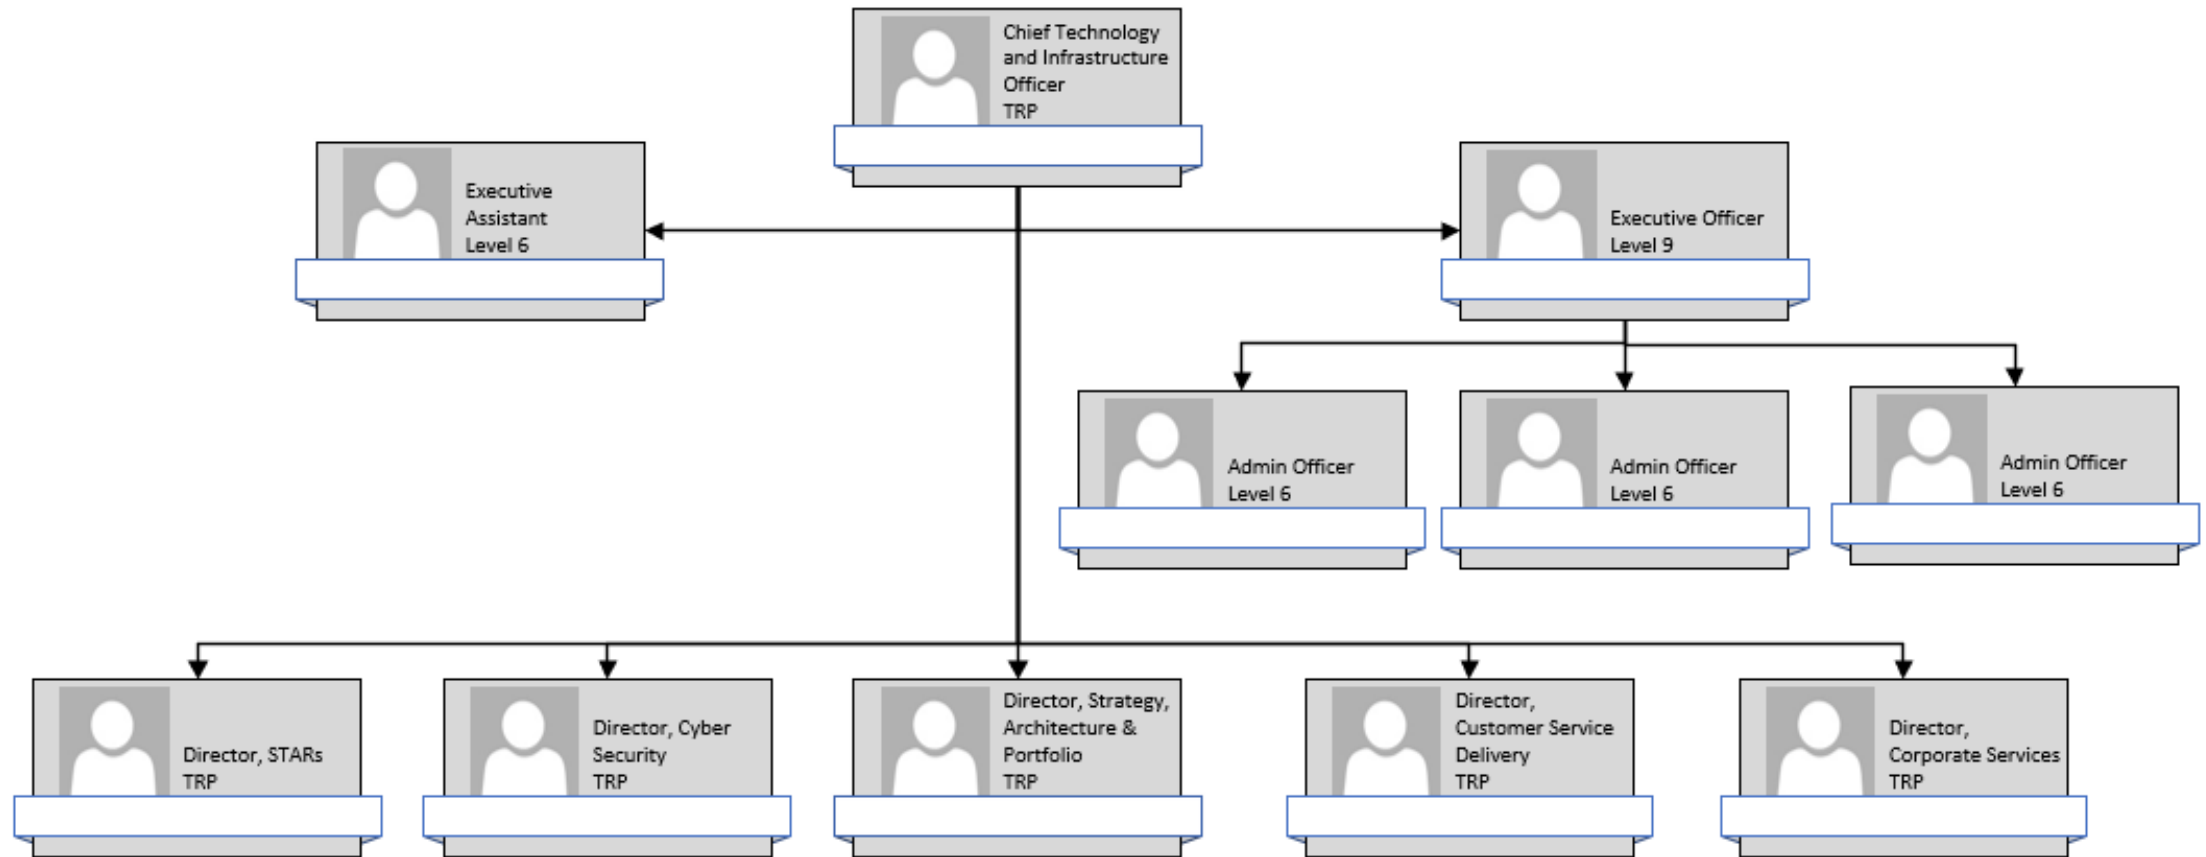 Chief Technology
and Infrastructure
Officer
TRP
Executive
Assistant
Level 6
Executive Officer
Level 9
Admin Officer
Level 6
Admin Officer
Level 6
Admin Officer
Level 6
Director, STARs
TRP
Director, Cyber
Security
TRP
Director, Strategy,
Architecture &
Portfolio
TRP
Director,
Customer Service
Delivery
TRP
Director,
Corporate Services
TRP